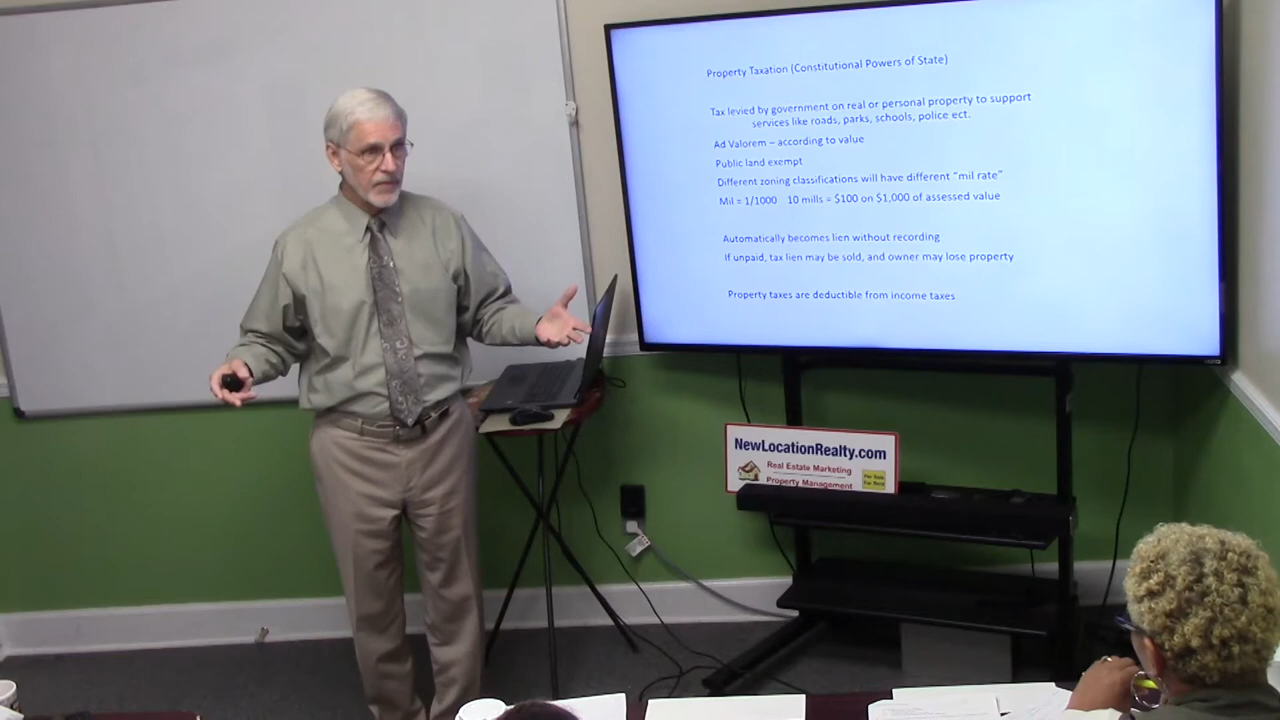 Property Taxation (Constitutional Powers of State)
Tax levied by government on real or personal property to support
services like roads, parks, schools, police ect.
Ad Valorem – according to value
Public land exempt
Different zoning classifications will have different “mil rate”
Mil = 1/1000 10 mills = $100 on $1,000 of assessed value
Automatically becomes lien without recording
If unpaid, tax lien may be sold, and owner may lose property
Property taxes are deductible from income taxes
NewLocationRealty.com
Real Estate Marketing
Property Management
For Sale
For Rent